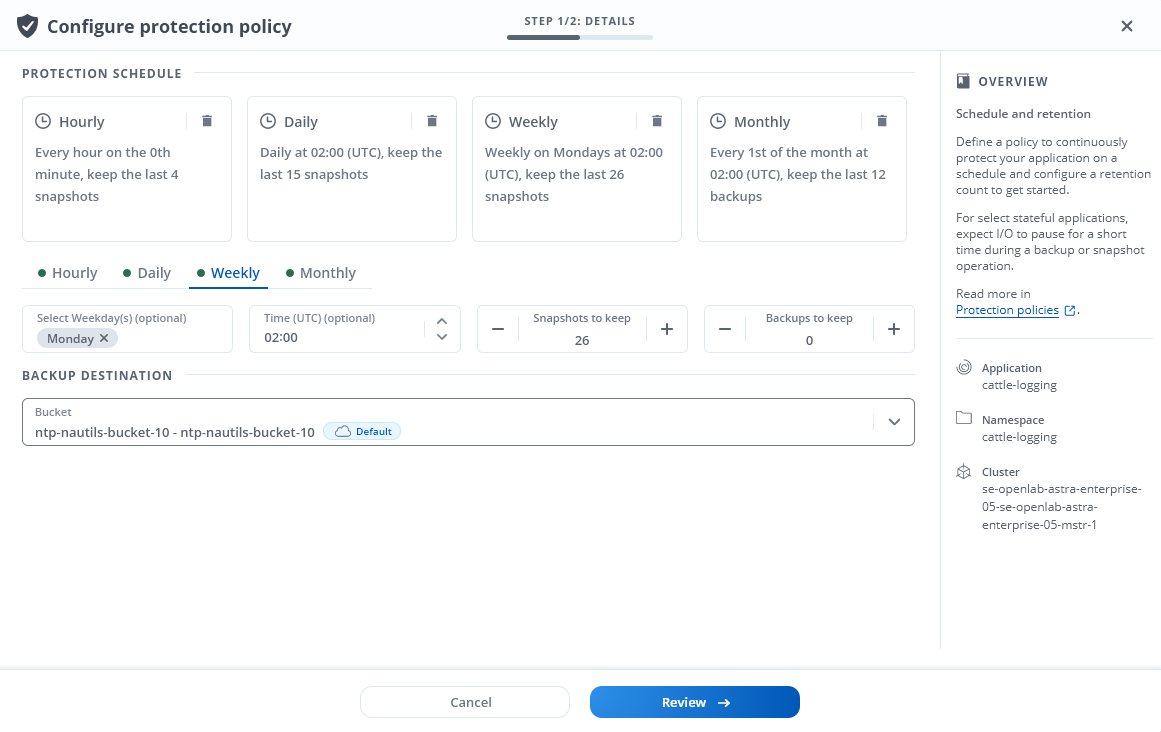 Configure protection policy
STEP 1/2: DETAILS
PROTECTION SCHEDULE
Hourly
Every hour on the 0th
minute, keep the last 4
snapshots
Daily
Daily at 02:00 (UTC), keep the
last 15 snapshots
Weekly
Weekly on Mondays at 02:00
(UTC), keep the last 26
snapshots
Monthly
Every 1st of the month at
02:00 (UTC), keep the last 12
backups
Hourly
Daily
Weekly
Monthly
Select Weekday(s) (optional)
Monday
Time (UTC) (optional)
02:00
Snapshots to keep
26
Backups to keep
0
BACKUP DESTINATION
Bucket
ntp-nautils-bucket-10 - ntp-nautils-bucket-10
Default
OVERVIEW
Schedule and retention
Define a policy to continuously
protect your application on a
schedule and configure a retention
count to get started.
For select stateful applications,
expect I/O to pause for a short
time during a backup or snapshot
operation.
Read more in
Protection policies .
Application
cattle-logging
Namespace
cattle-logging
Cluster
se-openlab-astra-enterprise-
05-se-openlab-astra-
enterprise-05-mstr-1
Cancel
Review